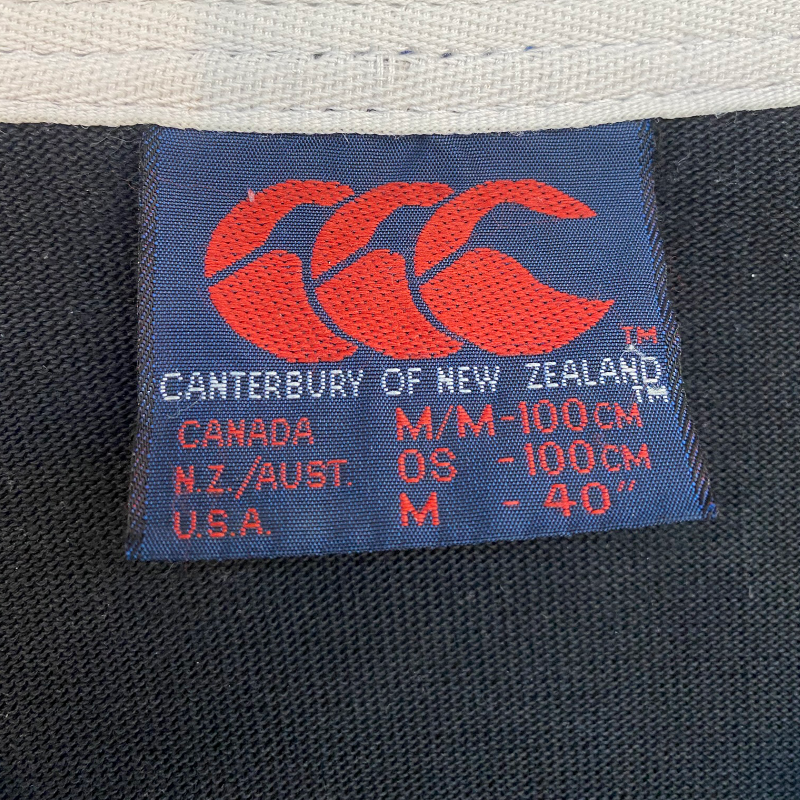 TM
CANTERBURY OF NEW ZEALAND TM
CANADA M/M-100CM
N.Z./AUST. OS -100CM
U.S.A. M - 40"